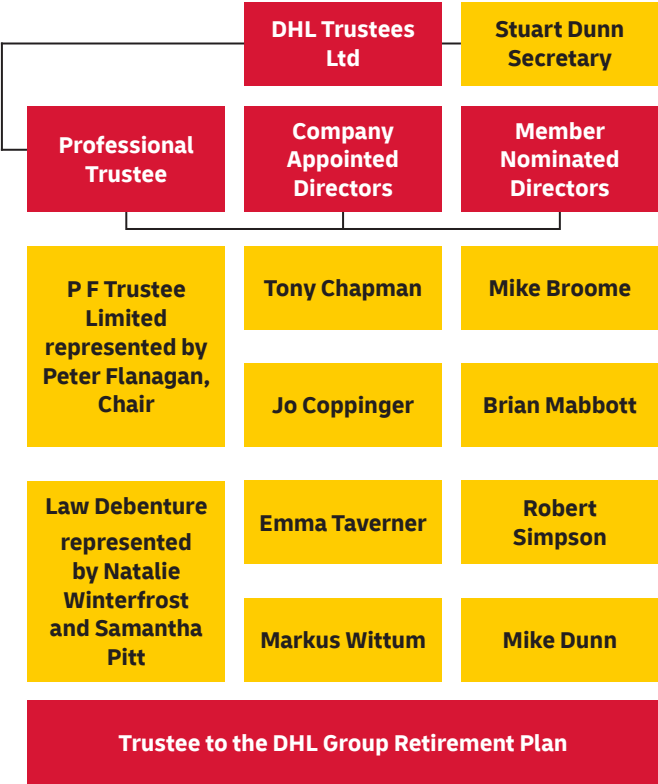 DHL Trustees
Ltd
Stuart Dunn
Secretary
Professional
Trustee
Company
Appointed
Directors
Member
Nominated
Directors
P F Trustee
Limited
represented by
Peter Flanagan,
Chair
Tony Chapman
Mike Broome
Jo Coppinger
Brian Mabbott
Law Debenture
represented
by Natalie
Winterfrost
and Samantha
Pitt
Emma Taverner
Robert
Simpson
Markus Wittum
Mike Dunn
Trustee to the DHL Group Retirement Plan